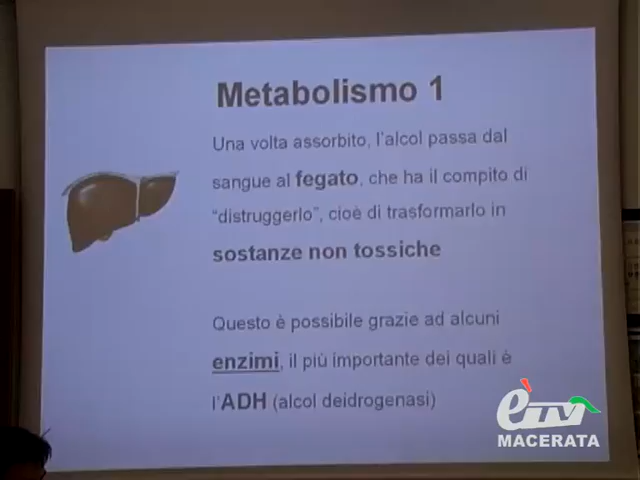 Metabolismo 1
Una volta assorbito, l'alcol passa dal
sangue al fegato, che ha il compito di
“distruggerlo”, cioè di trasformarlo in
sostanze non tossiche
Questo è possibile grazie ad alcuni
enzimi, il più importante dei quali è
l'ADH (alcol deidrogenasi)
èTV
MACERATA